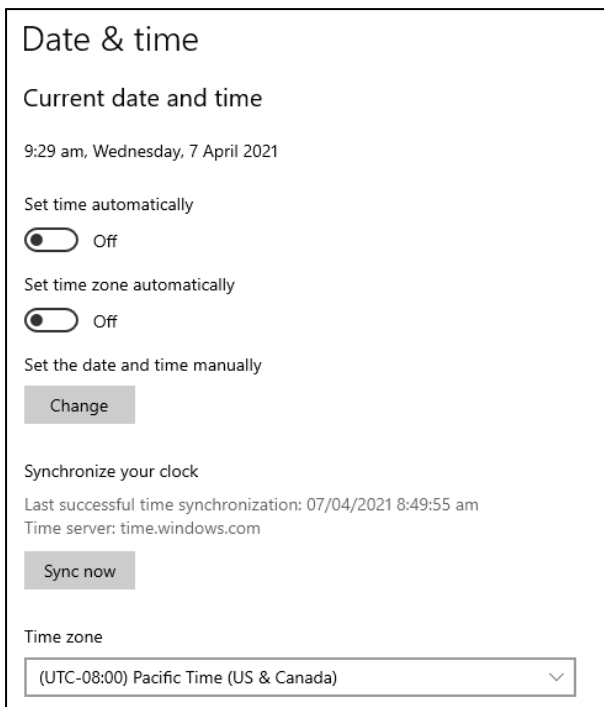 Date & time
Current date and time
9:29 am, Wednesday, 7 April 2021
Set time automatically
Off
Set time zone automatically
Off
Set the date and time manually
Change
Synchronize your clock
Last successful time synchronization: 07/04/2021 8:49:55 am
Time server: time.windows.com
Sync now
Time zone
(UTC-08:00) Pacific Time (US & Canada)